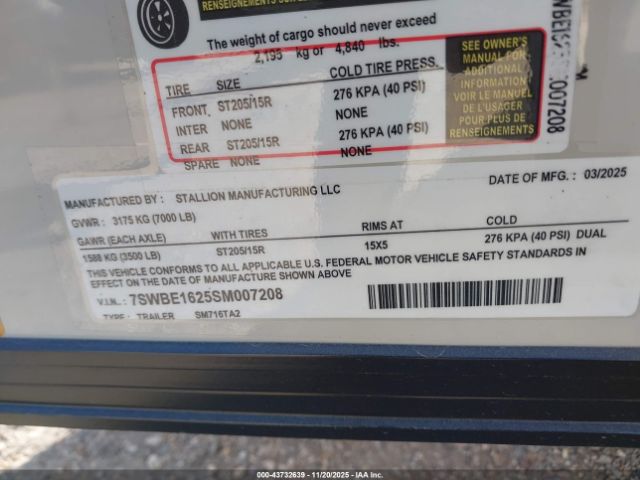 RENSEIGNEMENTS
The weight of cargo should never exceed
2,195 kg or 4,840 lbs.
TIRE SIZE COLD TIRE PRESS.
FRONT ST205/15R 276 KPA (40 PSI)
INTER NONE NONE
REAR ST205/15R 276 KPA (40 PSI)
SPARE NONE NONE
SEE OWNER'S
MANUAL FOR
ADDITIONAL
INFORMATION
VOIR LE MANUEL
DE L'USAGER
POUR PLUS DE
RENSEIGNEMENTS
007208
MANUFACTURED BY : STALLION MANUFACTURING LLC DATE OF MFG. : 03/2025
GVWR : 3175 KG (7000 LB)
GAWR (EACH AXLE) WITH TIRES RIMS AT COLD
1588 KG (3500 LB) ST205/15R 15X5 276 KPA (40 PSI) DUAL
THIS VEHICLE CONFORMS TO ALL APPLICABLE U.S. FEDERAL MOTOR VEHICLE SAFETY STANDARDS IN
EFFECT ON THE DATE OF MANUFACTURE SHOWN ABOVE.
V.I.N.: 7SWBE1625SM007208
TYPE: TRAILER SM716TA2
00-43732639 - 11/20/2025 - IAA Inc.